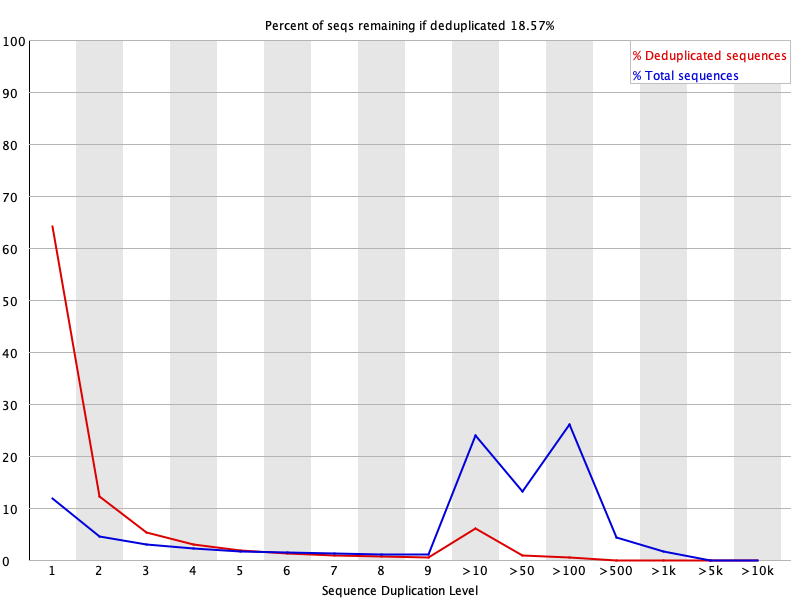 Percent of seqs remaining if deduplicated 18.57%
% Deduplicated sequences
% Total sequences
100
90
80
70
60
50
40
30
20
10
0
1 2 3 4 5 6 7 8 9 >10 >50 >100 >500 >1k >5k >10k
Sequence Duplication Level